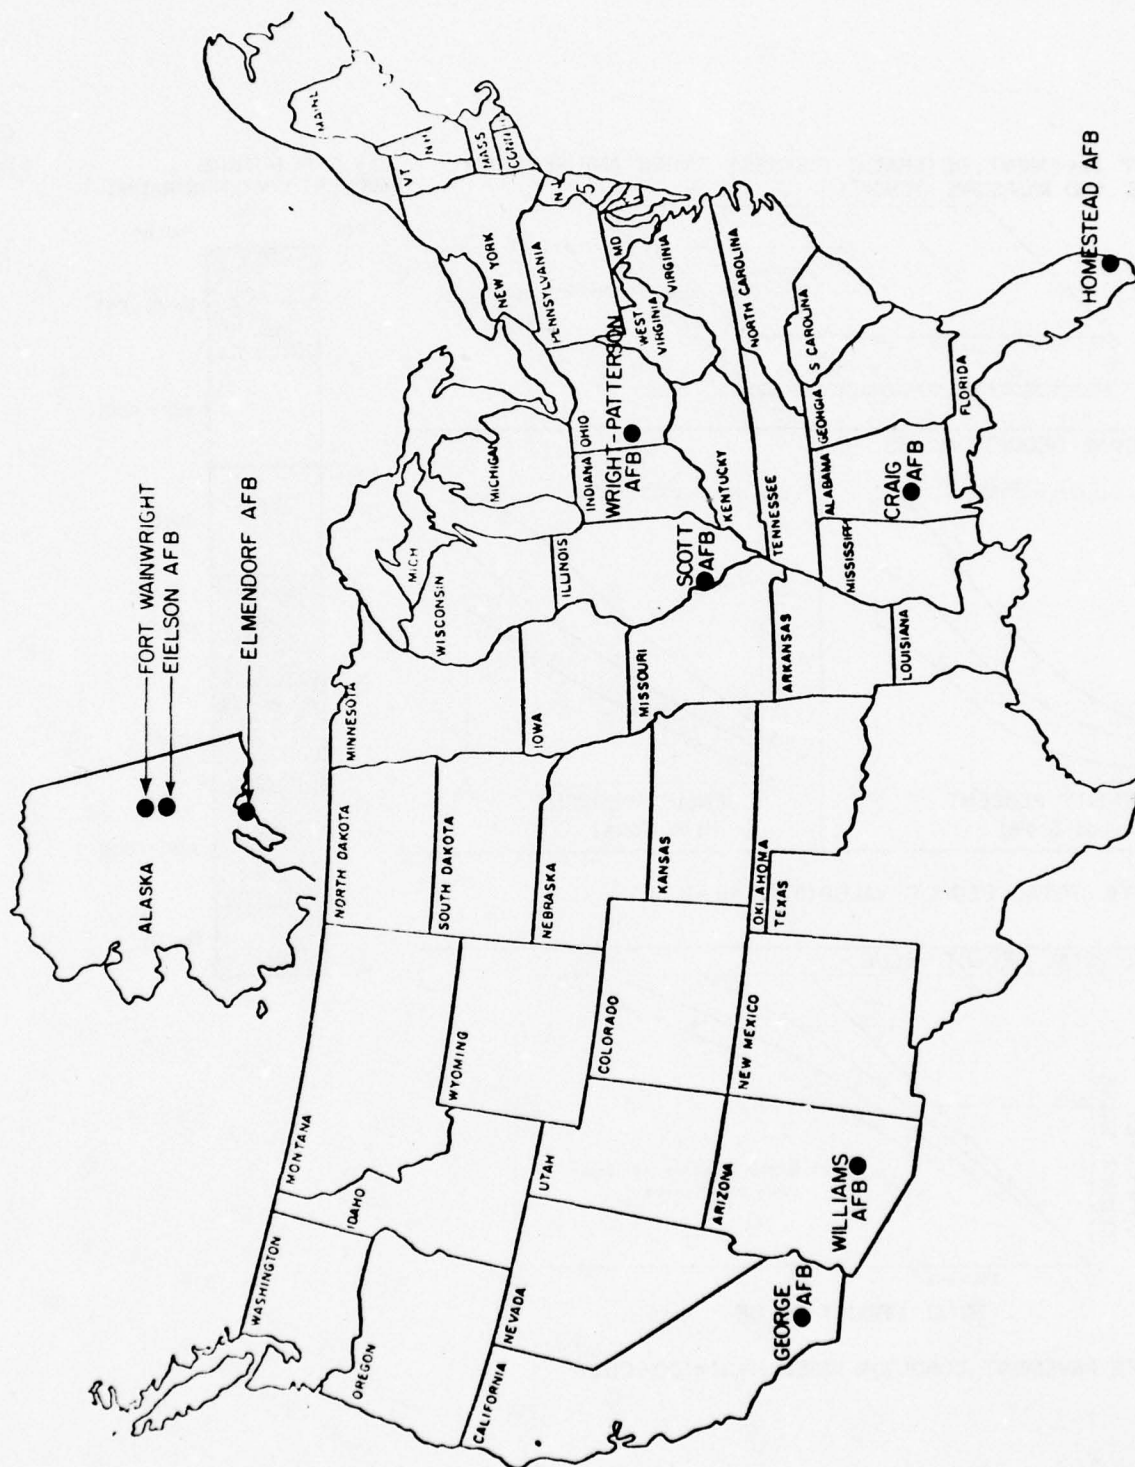 FORT WAINWRIGHT
EIELSON AFB
ELMENDORF AFB
ALASKA
WASHINGTON
MONTANA
NORTH DAKOTA
MINNESOTA
OREGON
IDAHO
WYOMING
SOUTH DAKOTA
WISCONSIN
MICH
MICHIGAN
NEW YORK
VT
NH
MAINE
MASS
CONN
CALIFORNIA
NEVADA
UTAH
COLORADO
NEBRASKA
IOWA
ILLINOIS
INDIANA
OHIO
PENNSYLVANIA
N.J.
5
MD
WRIGHT-PATTERSON
AFB
WEST
VIRGINIA
VIRGINIA
KANSAS
MISSOURI
SCOTT
AFB
KENTUCKY
ARIZONA
NEW MEXICO
OKLAHOMA
TEXAS
ARKANSAS
TENNESSEE
NORTH CAROLINA
S CAROLINA
GEORGE
AFB
WILLIAMS
AFB
LOUISIANA
MISSISSIPPI
ALABAMA
GEORGIA
CRAIG
AFB
FLORIDA
HOMESTEAD AFB